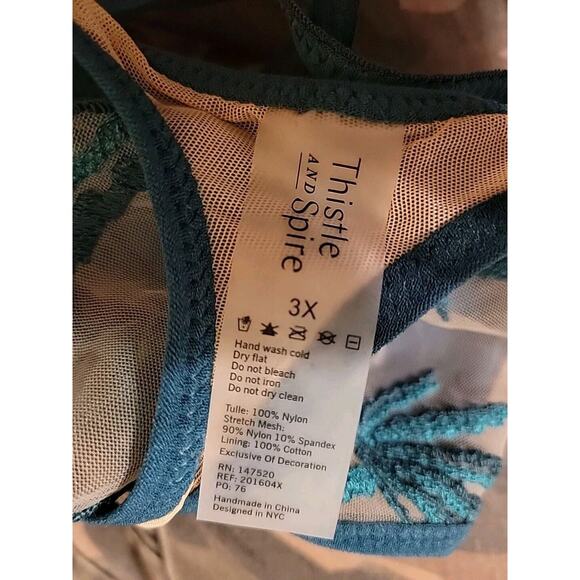 Thistle
AND Spire
3X
Hand wash cold
Dry flat
Do not bleach
Do not iron
Do not dry clean
Tulle: 100% Nylon
Stretch Mesh:
90% Nylon 10% Spandex
Lining: 100% Cotton
Exclusive Of Decoration
RN: 147520
REF: 201604X
PO: 76
Handmade in China
Designed in NYC